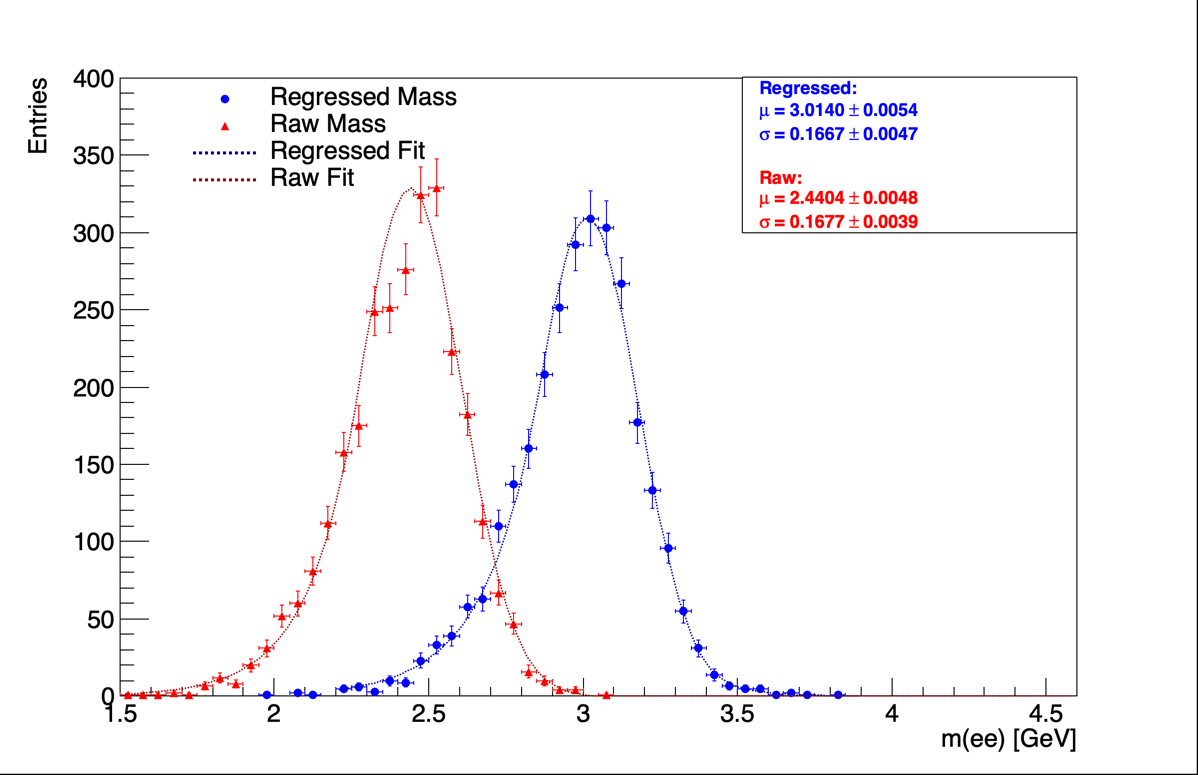 Entries
400
350
300
250
200
150
100
50
0
Regressed Mass
Raw Mass
Regressed Fit
Raw Fit
Regressed:
μ = 3.0140 ± 0.0054
σ = 0.1667 ± 0.0047
Raw:
μ = 2.4404 ± 0.0048
σ = 0.1677 ± 0.0039
1.5 2 2.5 3 3.5 4 4.5
m(ee) [GeV]